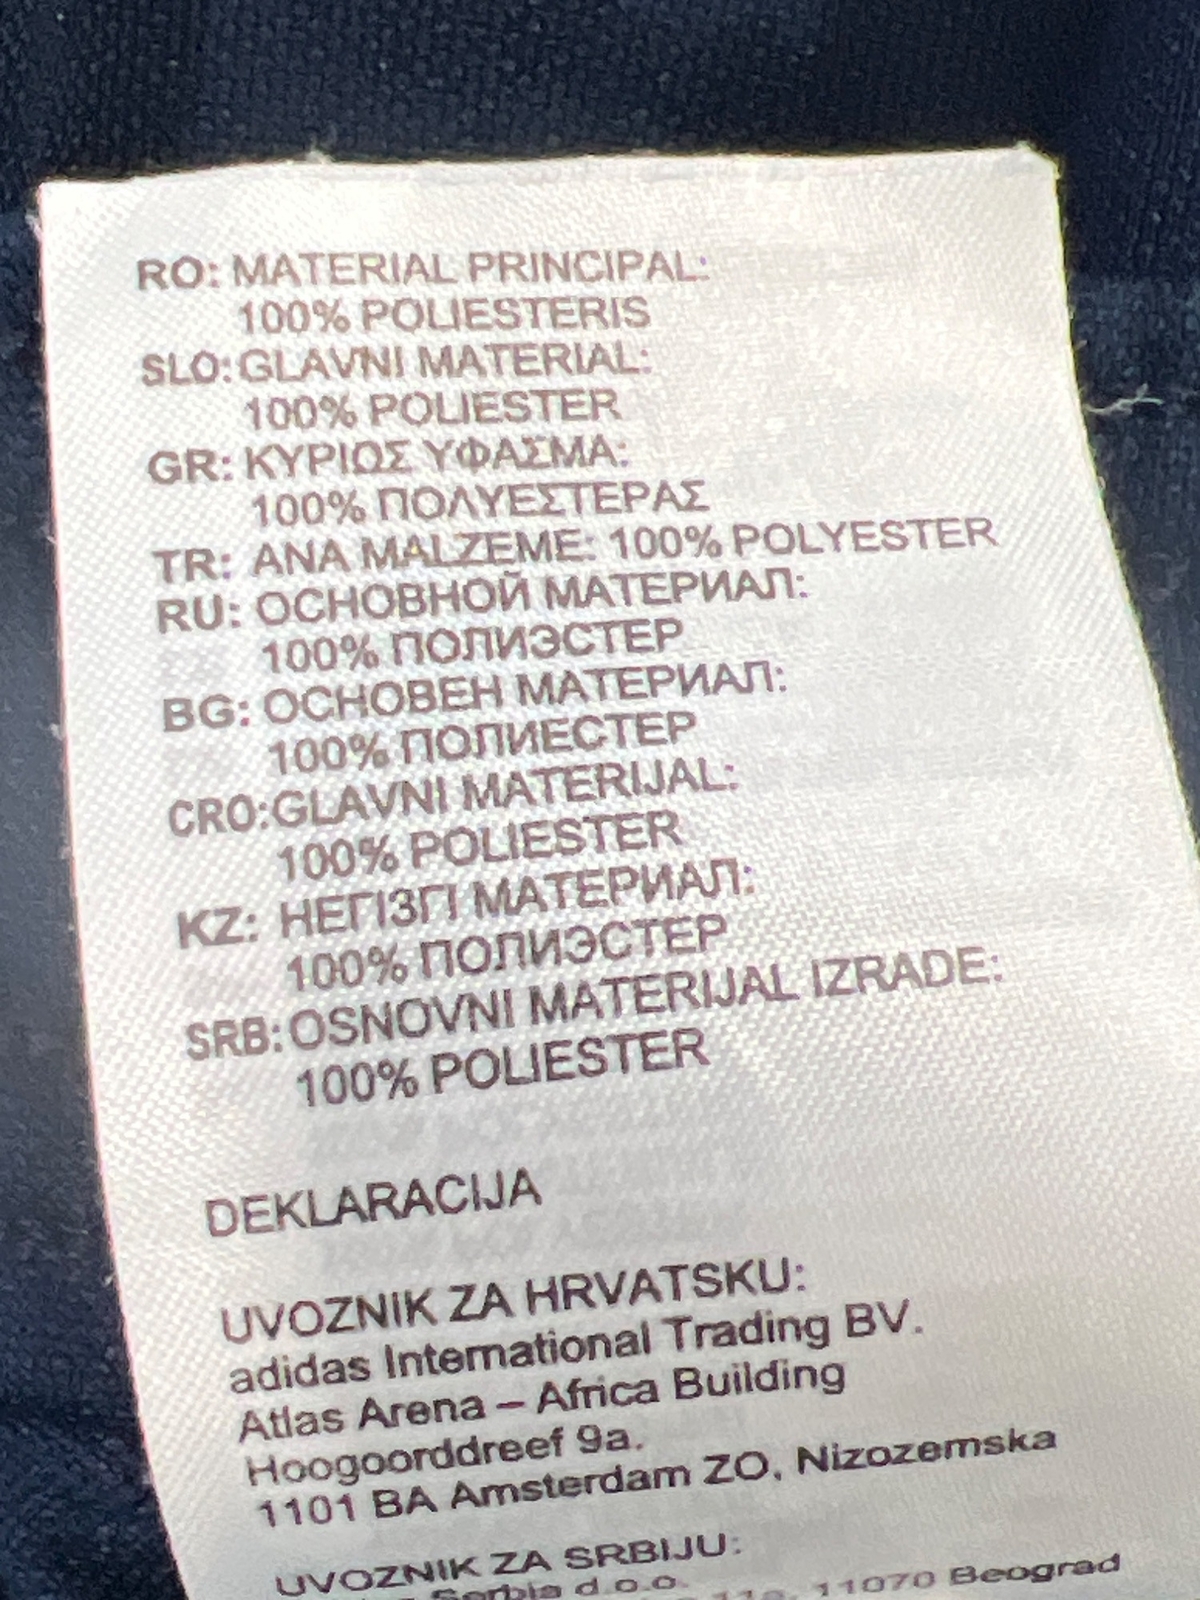 RO: MATERIAL PRINCIPAL:
100% POLIESTERIS
SLO: GLAVNI MATERIAL:
100% POLIESTER
GR: ΚΥΡΙΩΣ ΥΦΑΣΜΑ:
100% ΠΟΛΥΕΣΤΕΡΑΣ
TR: ANA MALZEME: 100% POLYESTER
RU: ОСНОВНОЙ МАТЕРИАЛ:
100% ПОЛИЭСТЕР
BG: ОСНОВЕН МАТЕРИАЛ:
100% ПОЛИЕСТЕР
CRO: GLAVNI MATERIJAL:
100% POLIESTER
KZ: НЕГІЗГІ МАТЕРИАЛ:
100% ПОЛИЭСТЕР
SRB: OSNOVNI MATERIJAL IZRADE:
100% POLIESTER
DEKLARACIJA
UVOZNIK ZA HRVATSKU:
adidas International Trading BV.
Atlas Arena – Africa Building
Hoogoorddreef 9a.
1101 BA Amsterdam ZO, Nizozemska
UVOZNIK ZA SRBIJU:
Serbia d.o.o.
11a, 11070 Beograd